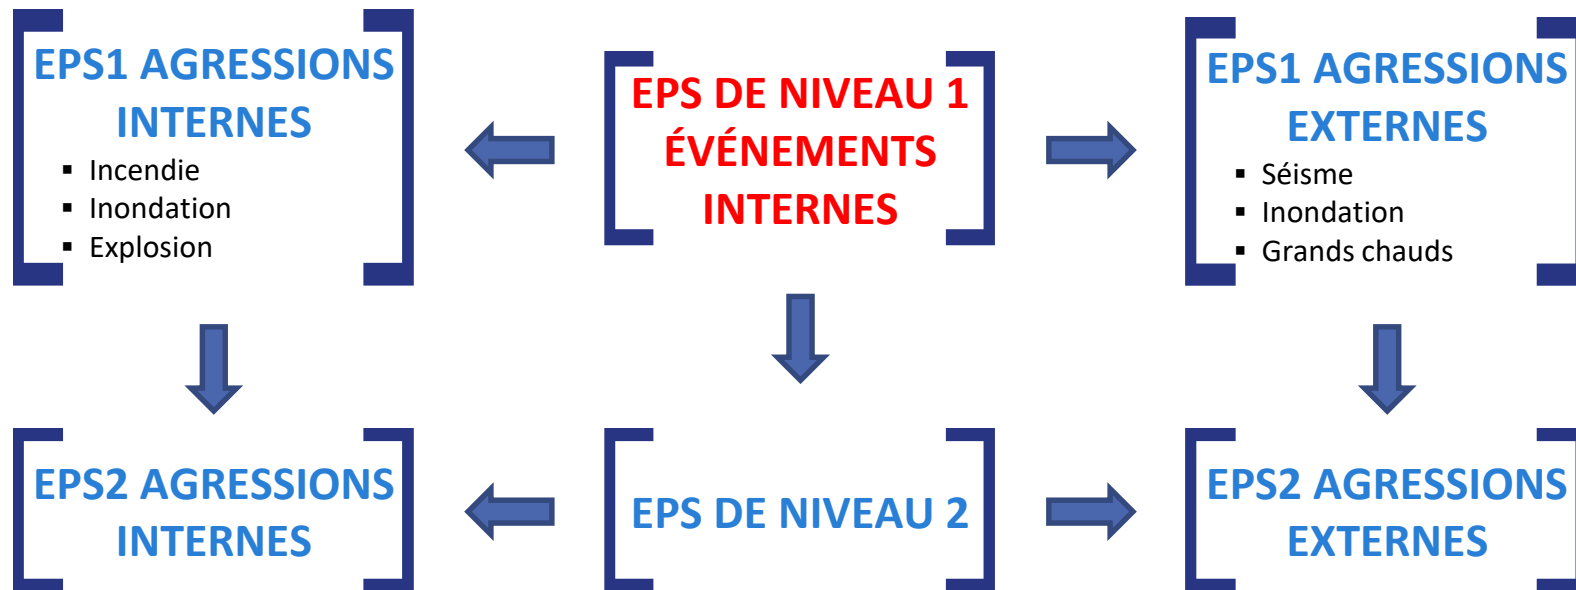 EPS1 AGRESSIONS
INTERNES
▪ Incendie
▪ Inondation
▪ Explosion
EPS DE NIVEAU 1
ÉVÉNEMENTS
INTERNES
EPS1 AGRESSIONS
EXTERNES
▪ Séisme
▪ Inondation
▪ Grands chauds
EPS2 AGRESSIONS
INTERNES
EPS DE NIVEAU 2
EPS2 AGRESSIONS
EXTERNES